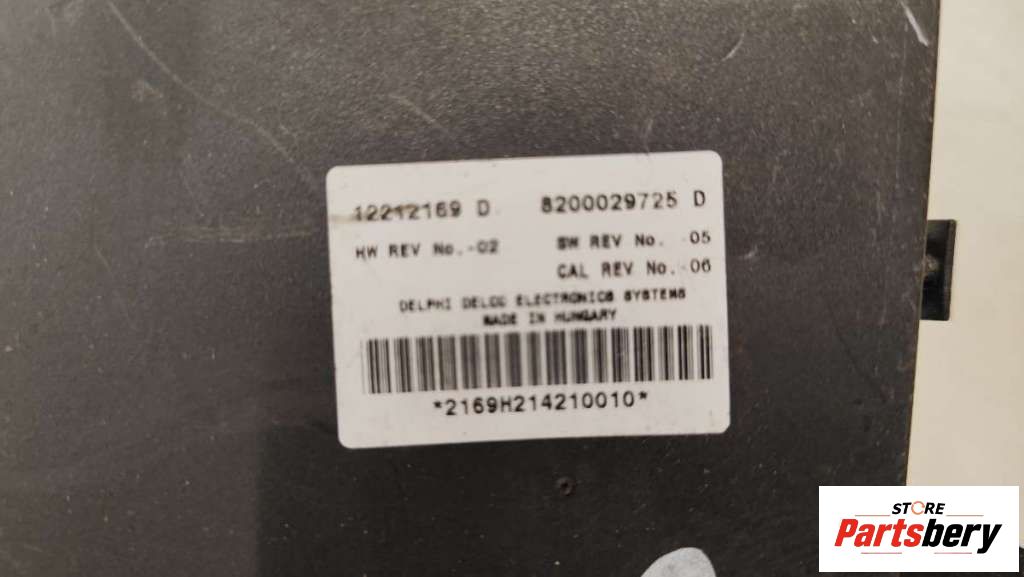 12212169 D. 8200029725 D
HW REV No.-02 SW REV No. -05
CAL REV No.-06
DELPHI DELCO ELECTRONICS SYSTEMS
MADE IN HUNGARY
*2169H214210010*
STORE
Partsbery